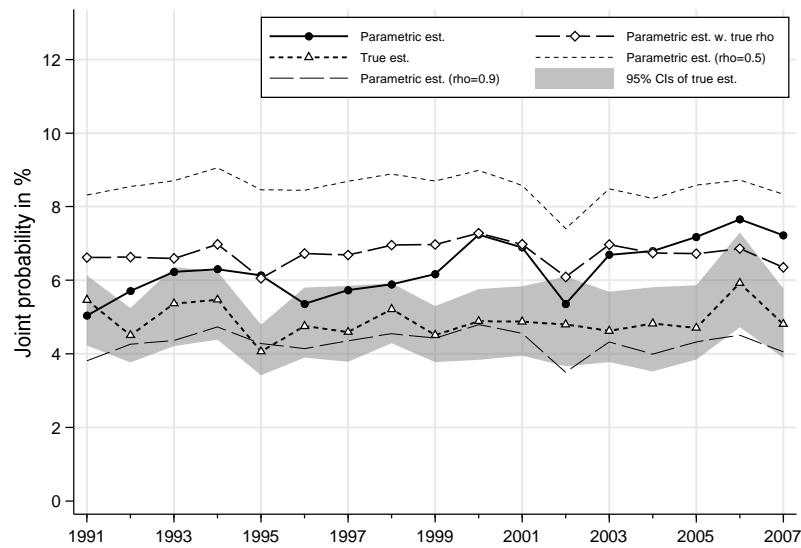 Parametric est.
Parametric est. w. true rho
True est.
Parametric est. (rho=0.5)
Parametric est. (rho=0.9)
95% CIs of true est.
Joint probability in %
12
10
8
6
4
2
0
1991 1993 1995 1997 1999 2001 2003 2005 2007